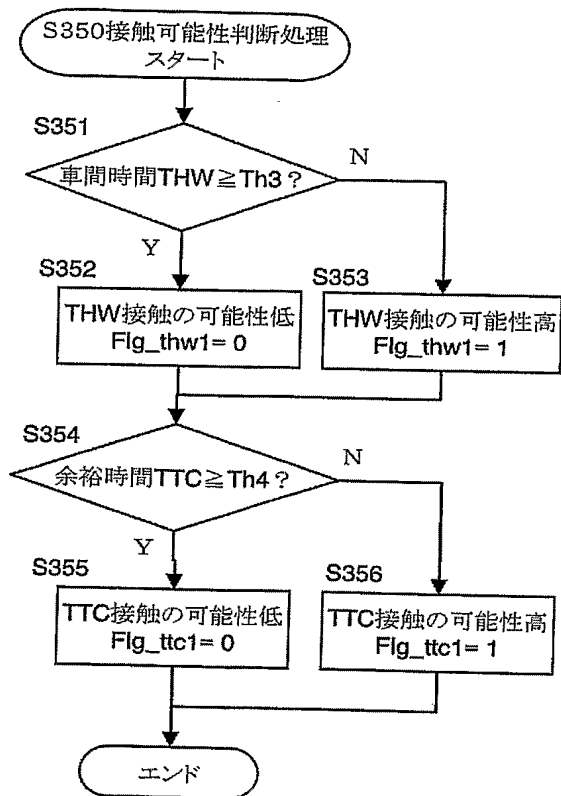 S350接触可能性判断処理
スタート
S351
車間時間THW≧Th3?
N
Y
S352
THW接触の可能性低
Flg_thw1= 0
S353
THW接触の可能性高
Flg_thw1= 1
S354
余裕時間TTC≧Th4?
N
Y
S355
TTC接触の可能性低
Flg_ttc1= 0
S356
TTC接触の可能性高
Flg_ttc1= 1
エンド